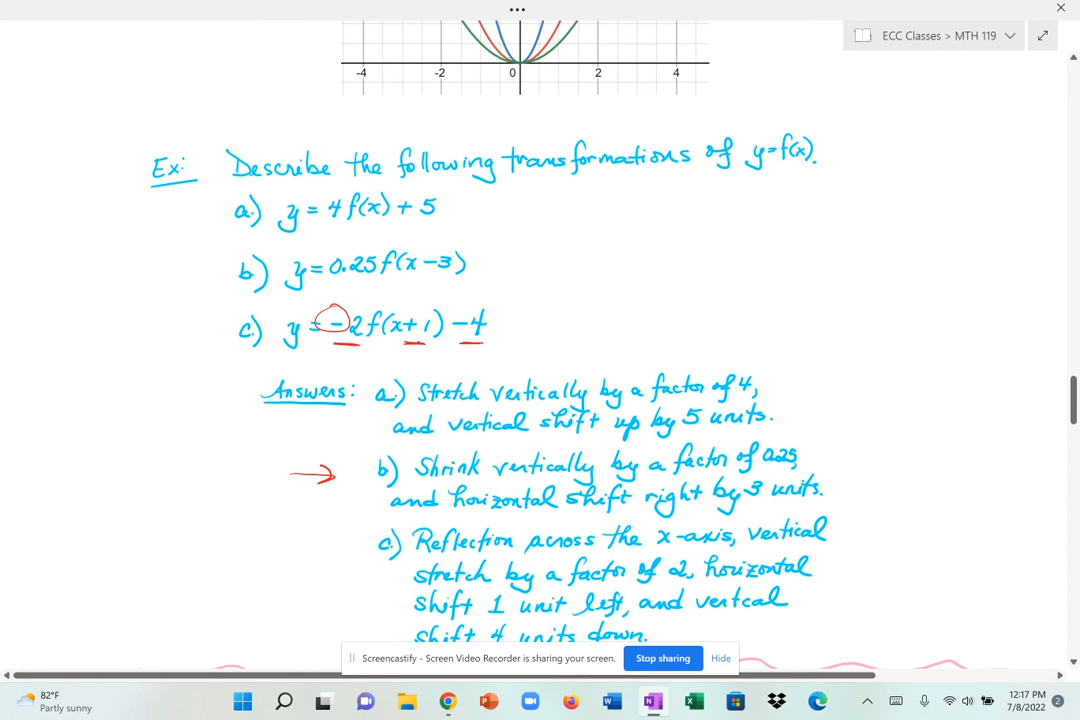 •••
ECC Classes > MTH 119
-4 -2 0 2 4
Ex: Describe the following transformations of y=f(x).
a.) y = 4f(x) + 5
b) y = 0.25f(x-3)
c.) y = -2f(x+1) -4
Answers: a.) Stretch vertically by a factor of 4,
and vertical shift up by 5 units.
b) Shrink vertically by a factor of 0.25,
and horizontal shift right by 3 units.
c.) Reflection across the x-axis, vertical
stretch by a factor of 2, horizontal
shift 1 unit left, and vertcal
shift 4 units down.
Screencastify - Screen Video Recorder is sharing your screen. Stop sharing Hide
82°F
Partly sunny
12:17 PM
7/8/2022
2